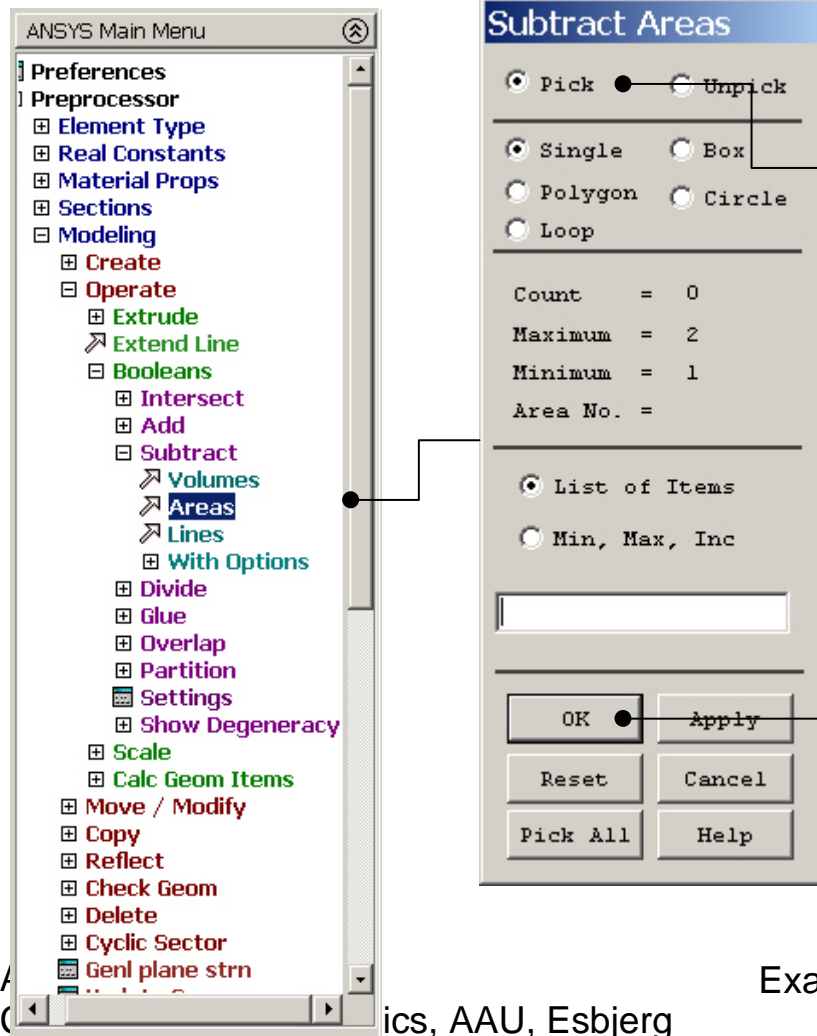 ANSYS Main Menu
Preferences
Preprocessor
Element Type
Real Constants
Material Props
Sections
Modeling
Create
Operate
Extrude
Extend Line
Booleans
Intersect
Add
Subtract
Volumes
Areas
Lines
With Options
Divide
Glue
Overlap
Partition
Settings
Show Degeneracy
Scale
Calc Geom Items
Move / Modify
Copy
Reflect
Check Geom
Delete
Cyclic Sector
Genl plane strn
Subtract Areas
Pick Unpick
Single Box
Polygon Circle
Loop
Count = 0
Maximum = 2
Minimum = 1
Area No. =
List of Items
Min, Max, Inc
OK Apply
Reset Cancel
Pick All Help
Exa
ics, AAU, Esbjerg